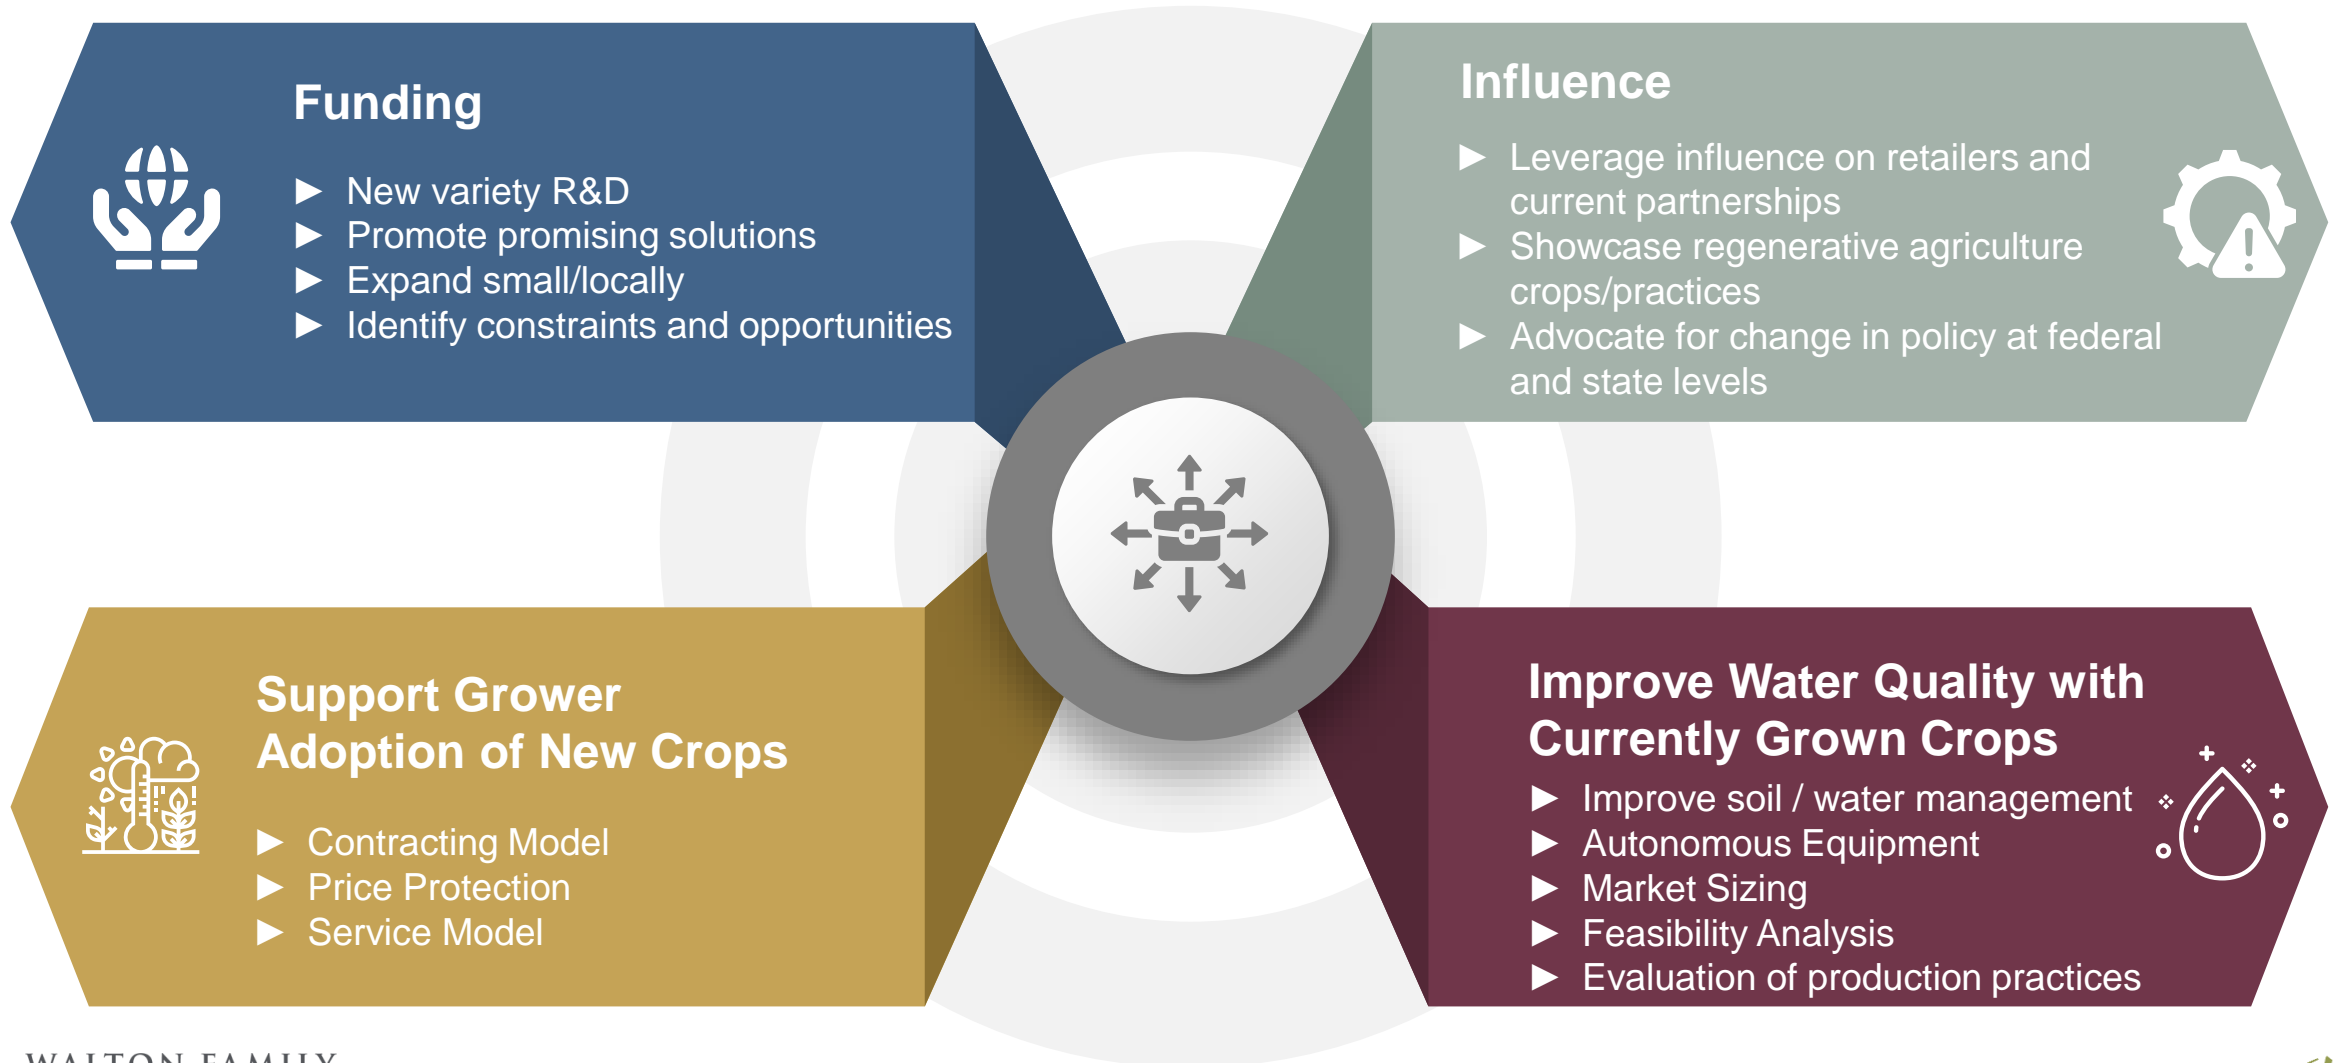 Funding
► New variety R&D
► Promote promising solutions
► Expand small/locally
► Identify constraints and opportunities
Influence
► Leverage influence on retailers and
current partnerships
► Showcase regenerative agriculture
crops/practices
► Advocate for change in policy at federal
and state levels
Support Grower
Adoption of New Crops
► Contracting Model
► Price Protection
► Service Model
Improve Water Quality with
Currently Grown Crops
► Improve soil / water management
► Autonomous Equipment
► Market Sizing
► Feasibility Analysis
► Evaluation of production practices
WALTON FAMILY